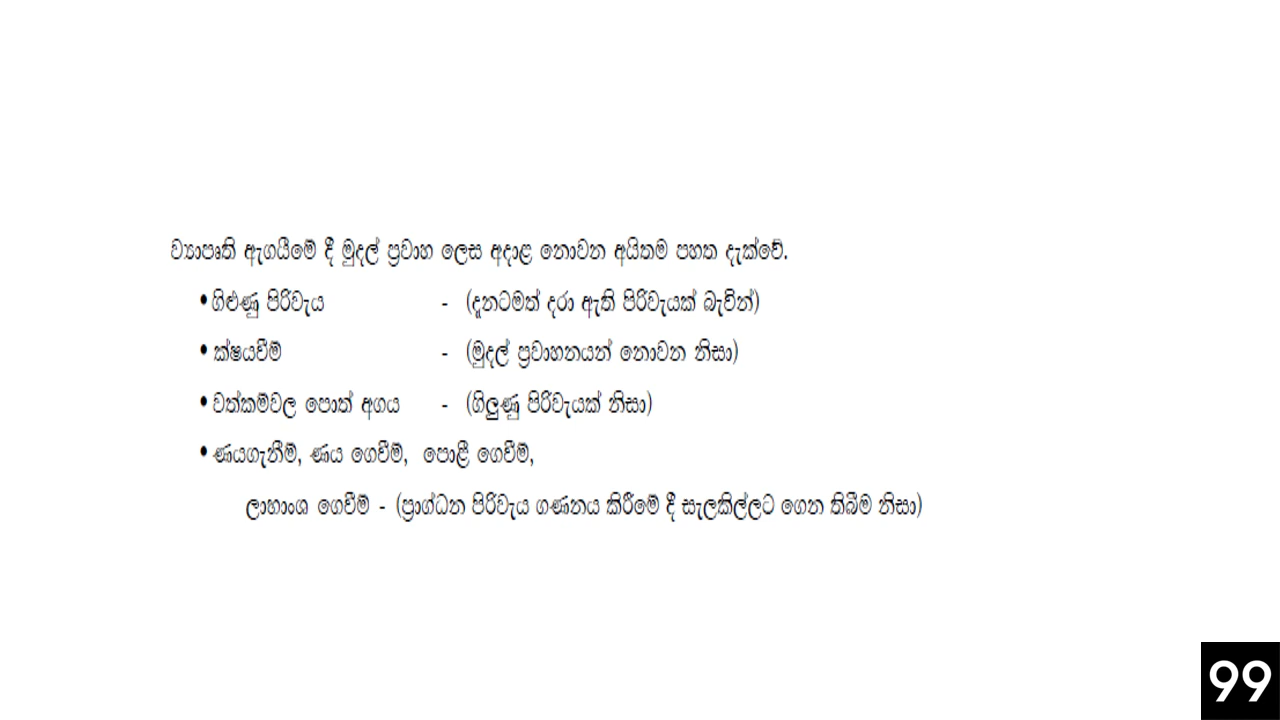 ව්‍යාපෘති ඇගයීමේ දී මුදල් ප්‍රවාහ ලෙස අදාළ නොවන අයිතම පහත දැක්වේ.
• ගිළුණු පිරිවැය - (දැනටමත් දරා ඇති පිරිවැයක් බැවින්)
• ක්ෂයවීම් - (මුදල් ප්‍රවාහනයන් නොවන නිසා)
• වත්කම්වල පොත් අගය - (ගිලුණු පිරිවැයක් නිසා)
• ණයගැනීම්, ණය ගෙවීම්, පොළී ගෙවීම්,
ලාභාංශ ගෙවීම් - (ප්‍රාග්ධන පිරිවැය ගණනය කිරීමේ දී සැලකිල්ලට ගෙන තිබීම නිසා)
99